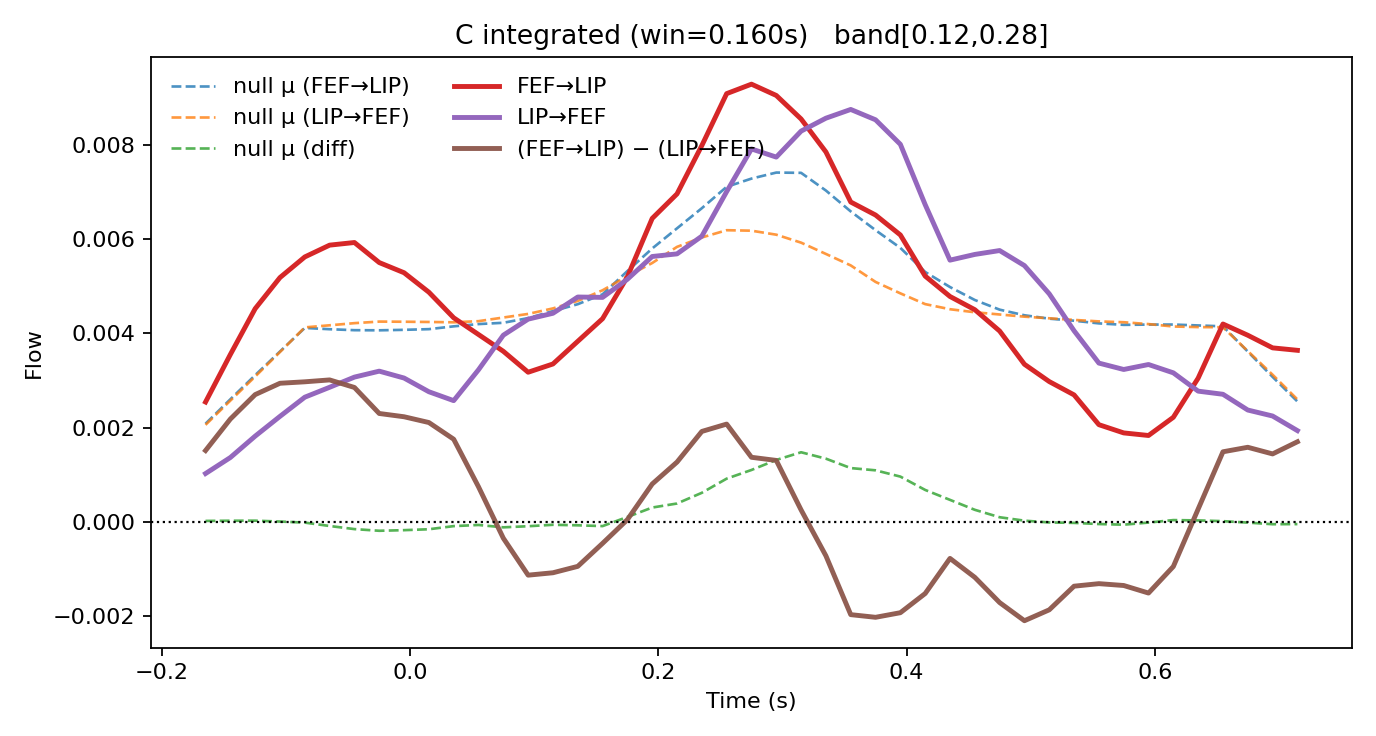 C integrated (win=0.160s)   band[0.12,0.28]
null μ (FEF→LIP)
null μ (LIP→FEF)
null μ (diff)
FEF→LIP
LIP→FEF
(FEF→LIP) − (LIP→FEF)
Flow
0.008
0.006
0.004
0.002
0.000
−0.002
−0.2
0.0
0.2
0.4
0.6
Time (s)